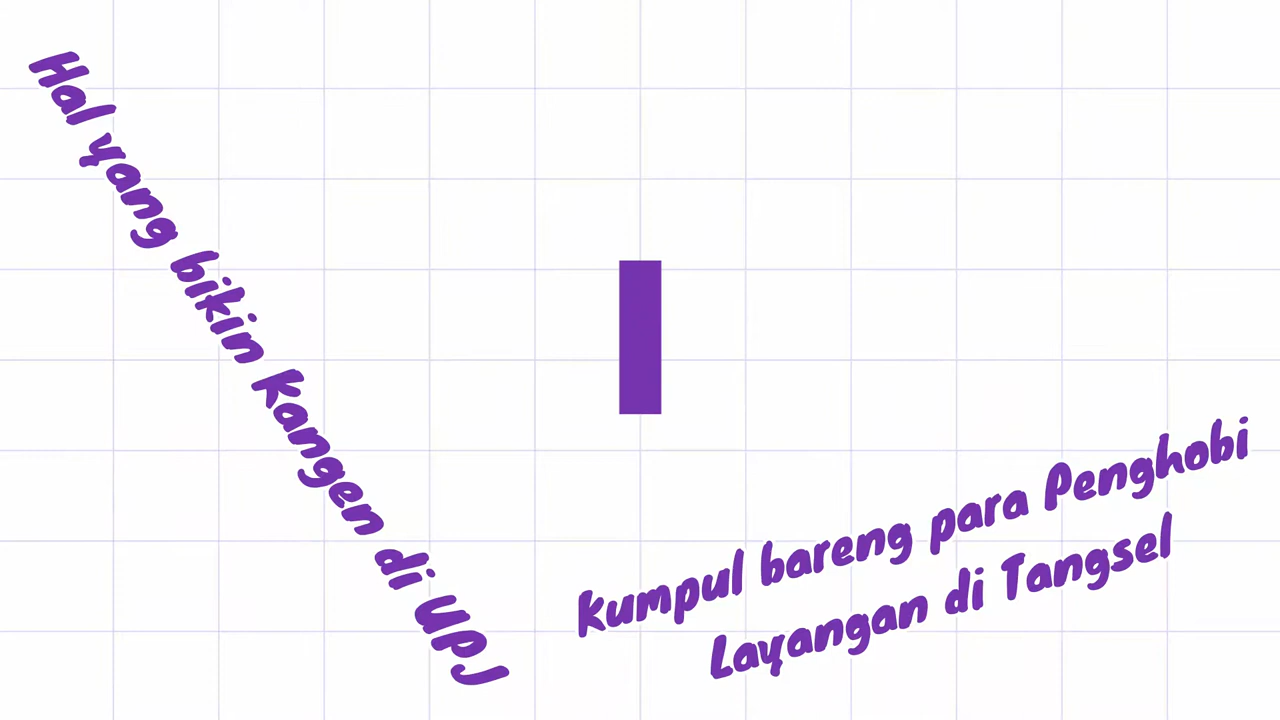 Hal yang bikin Kangen di UPJ
I
Kumpul bareng para Penghobi
Layangan di Tangsel